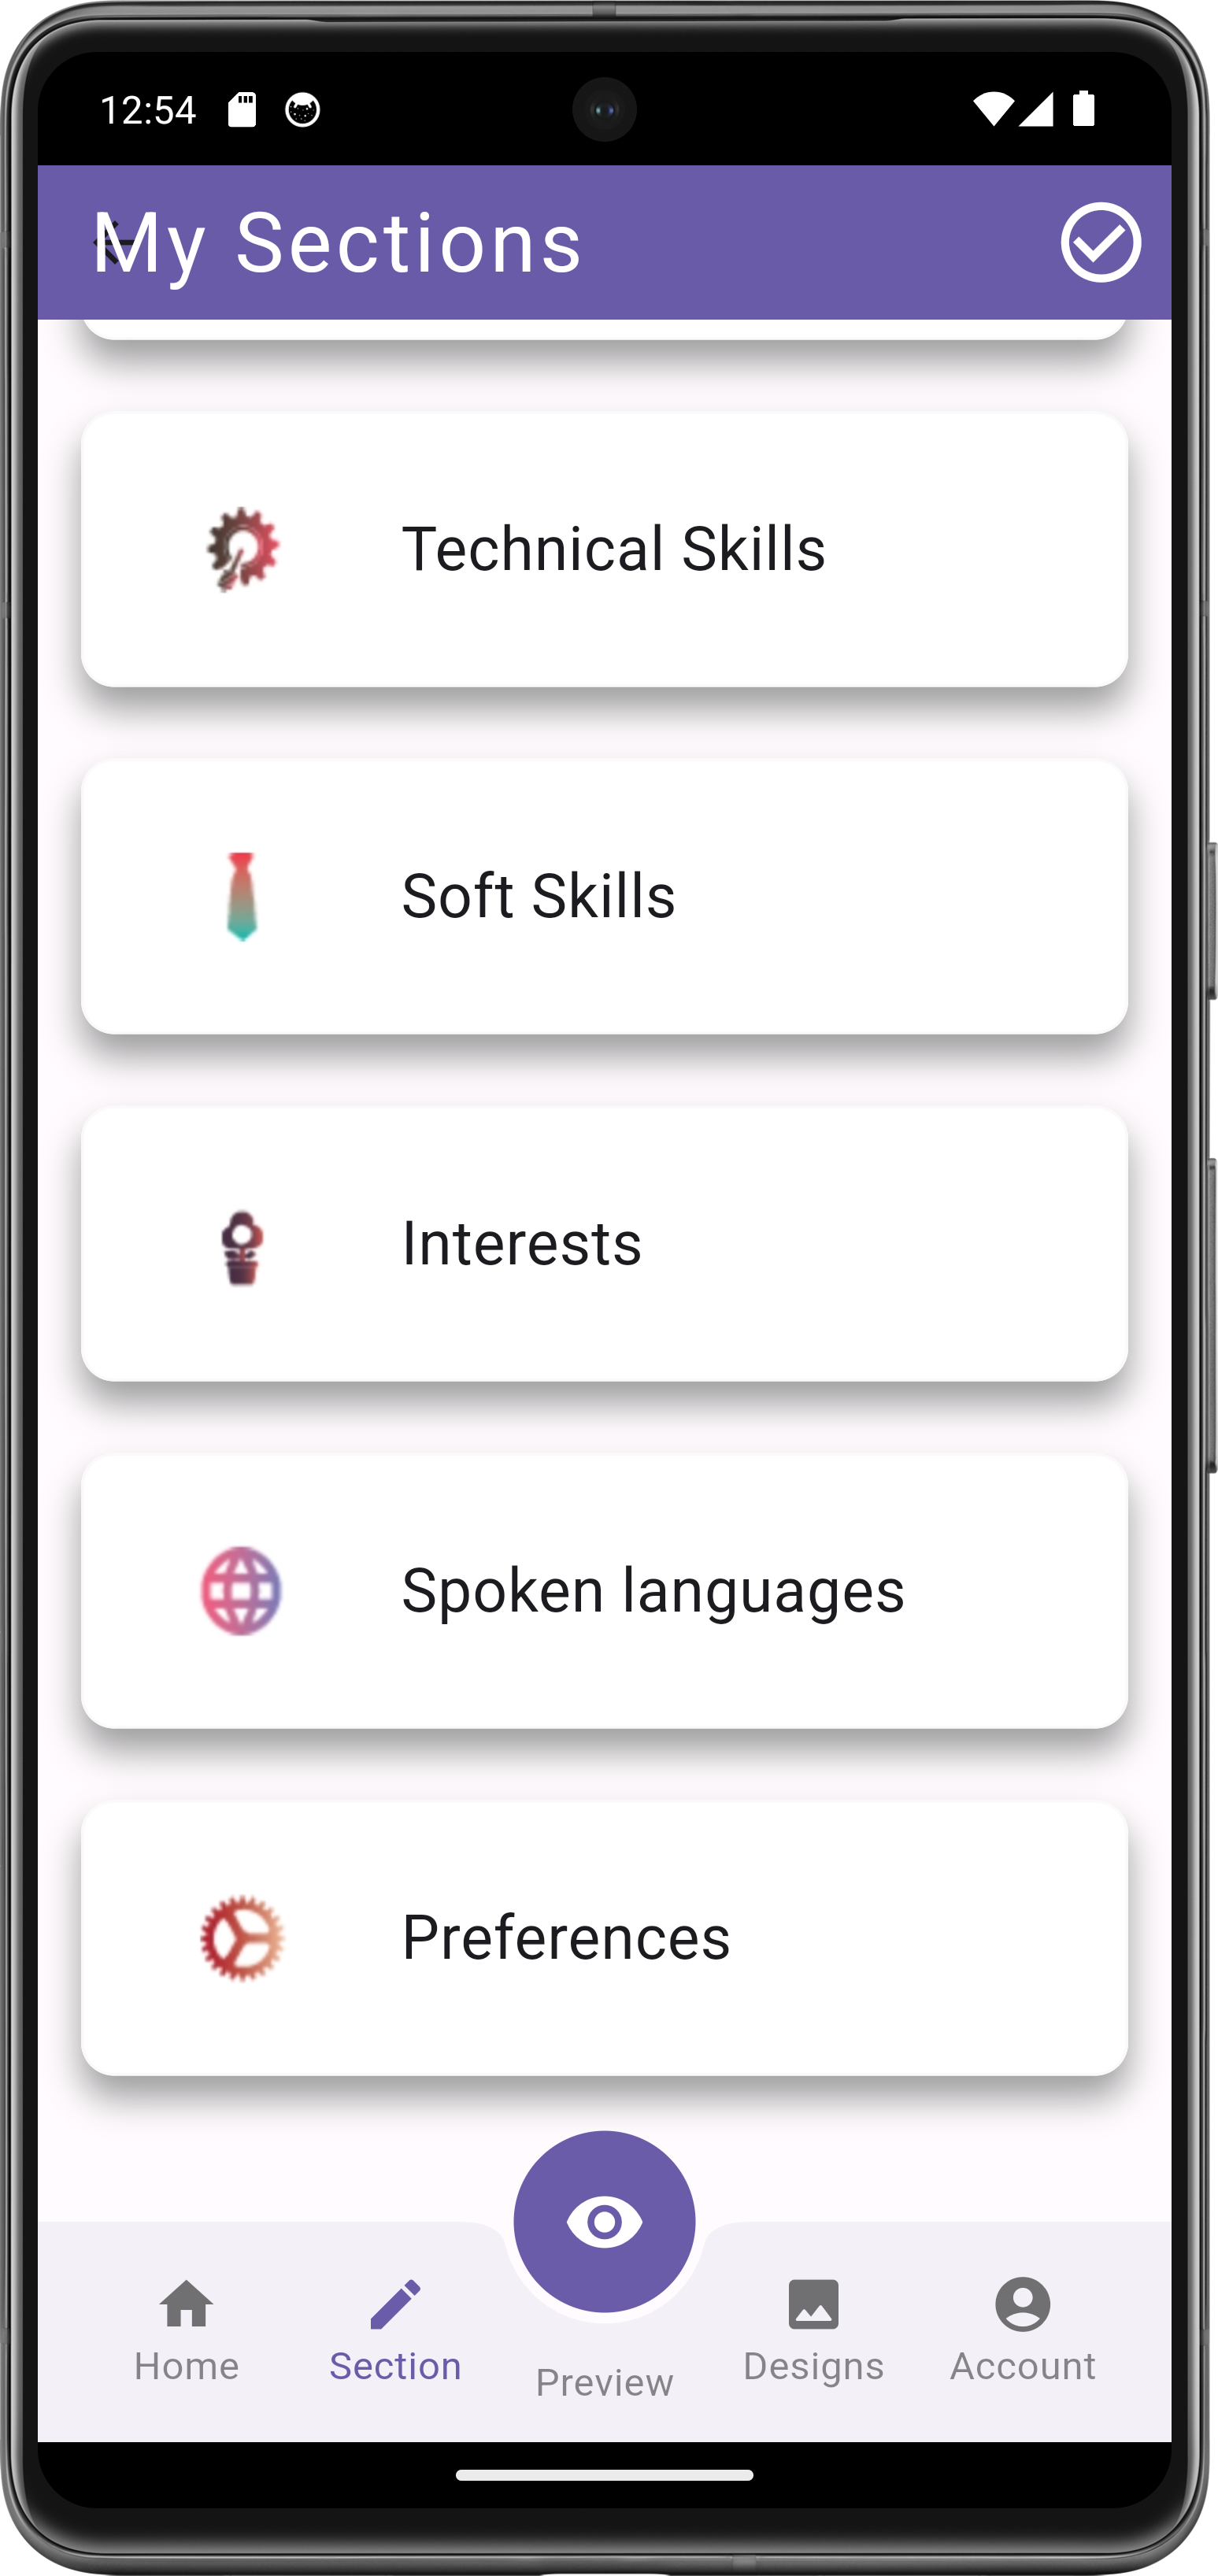 12:54
My Sections
Technical Skills
Soft Skills
Interests
Spoken languages
Preferences
Home
Section
Preview
Designs
Account